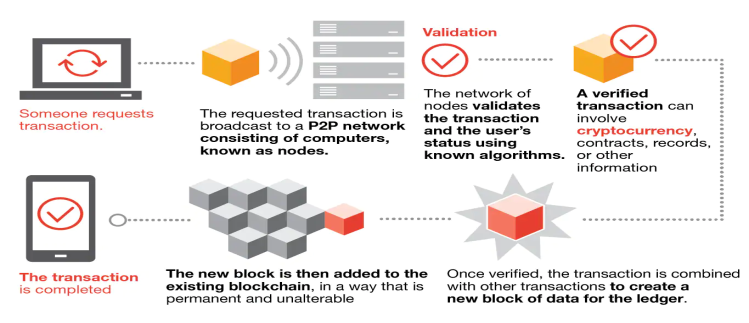 Someone requests
transaction.
The requested transaction is
broadcast to a P2P network
consisting of computers,
known as nodes.
Validation
The network of
nodes validates
the transaction
and the user's
status using
known algorithms.
A verified
transaction can
involve
cryptocurrency,
contracts, records,
or other
information
Once verified, the transaction is combined
with other transactions to create a
new block of data for the ledger.
The new block is then added to the
existing blockchain, in a way that is
permanent and unalterable
The transaction
is completed